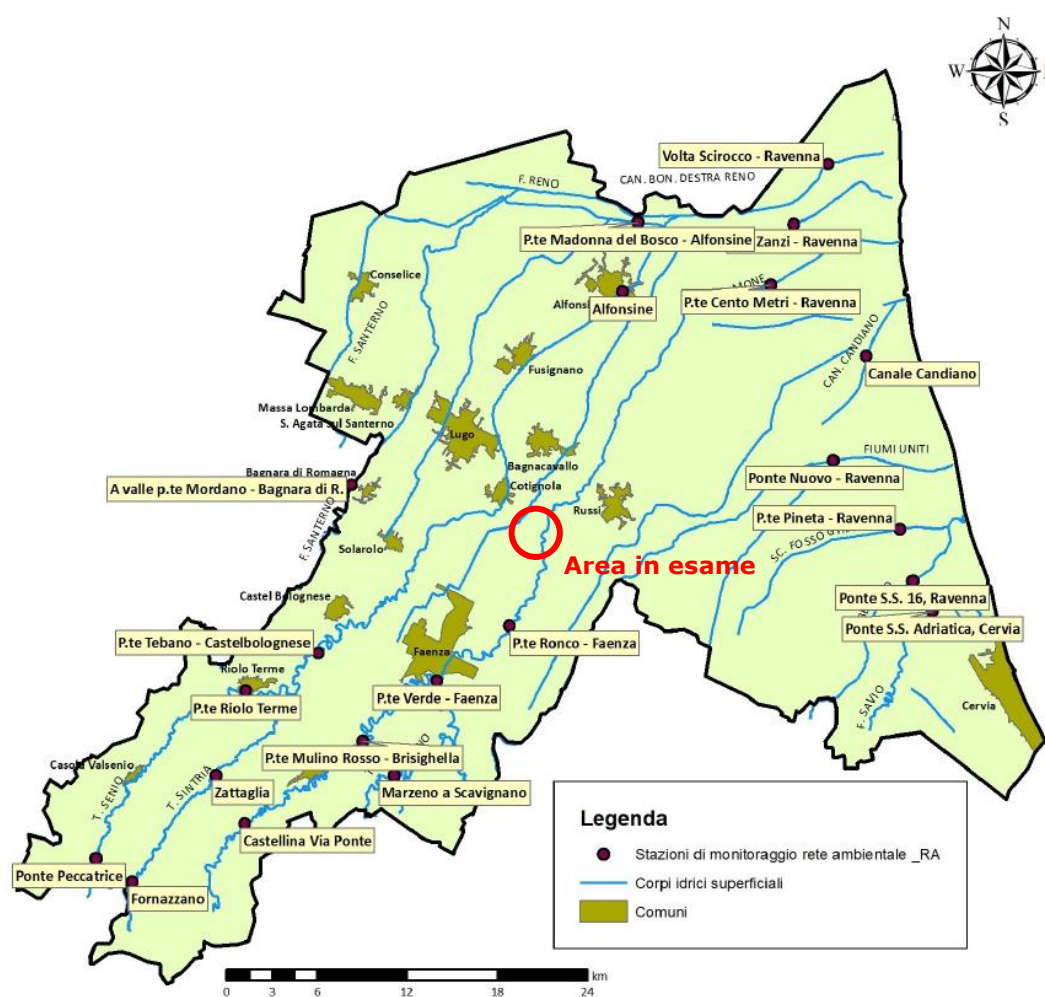 N
W
S
Volta Scirocco - Ravenna
F. RENO
CAN. BON. DESTRA RENO
P.te Madonna del Bosco - Alfonsine
Zanzi - Ravenna
Conselice
MONE
P.te Cento Metri - Ravenna
Alfonsi
Alfonsine
F. SANTERNO
CAN. CANDIANO
Canale Candiano
Fusignano
Massa Lombarda
S. Agata sul Santerno
Lugo
Bagnacavallo
FIUMI UNITI
Bagnara di Romagna
A valle p.te Mordano - Bagnara di R.
Cotignola
Ponte Nuovo - Ravenna
Russi
P.te Pineta - Ravenna
F. SANTERNO
Solarolo
SC. FOSSO G
Area in esame
Castel Bolognese
Ponte S.S. 16, Ravenna
Ponte S.S. Adriatica, Cervia
P.te Tebano - Castelbolognese
P.te Ronco - Faenza
Faenza
Riolo Terme
P.te Riolo Terme
P.te Verde - Faenza
F. SAVIO
Cervia
P.te Mulino Rosso - Brisighella
Casola Valsenio
T. SENIO
T. SINTRIA
Zattaglia
Marzeno a Scavignano
Castellina Via Ponte
Ponte Peccatrice
Fornazzano
Legenda
Stazioni di monitoraggio rete ambientale _RA
Corpi idrici superficiali
Comuni
km
0 3 6 12 18 24